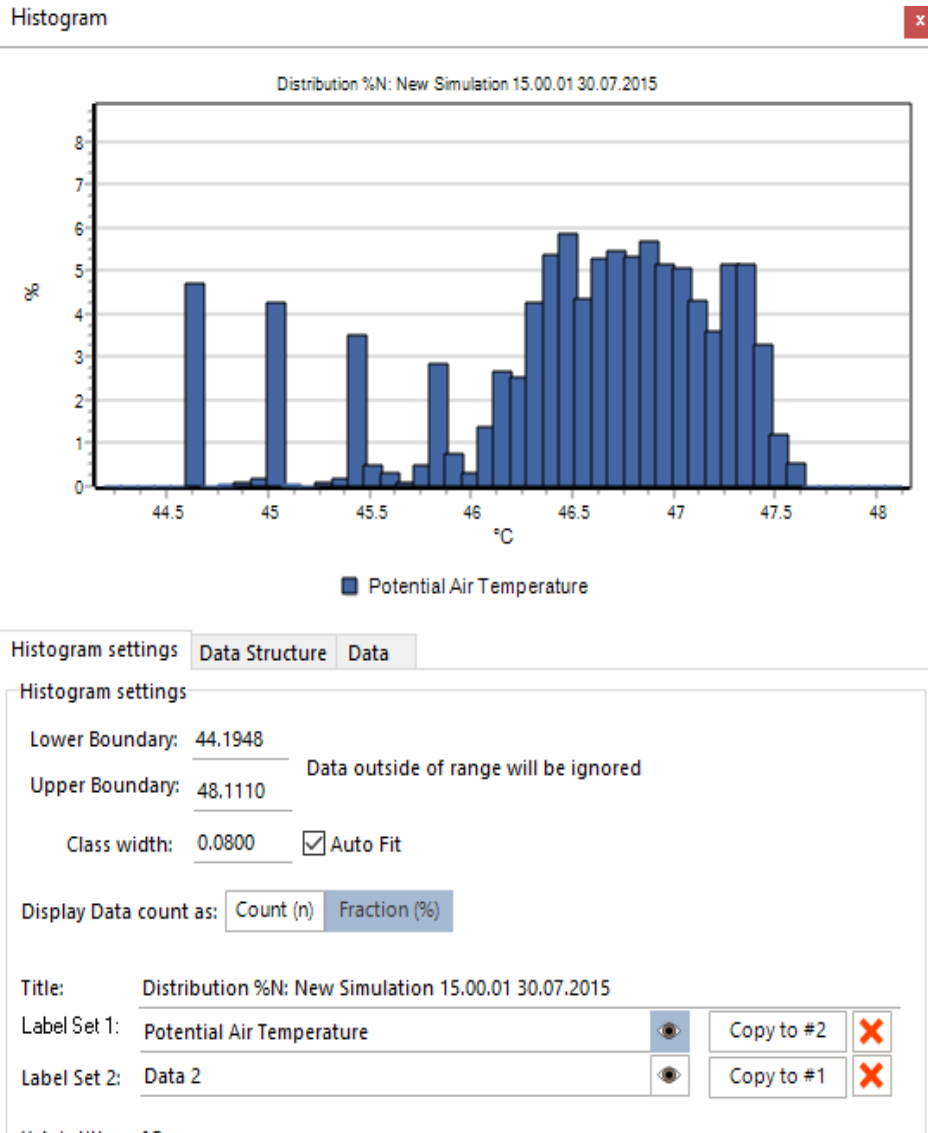 Histogram
x
Distribution %N: New Simulation 15.00.01 30.07.2015
8
7
6
5
4
3
2
1
0
%
44.5 45 45.5 46 46.5 47 47.5 48
°C
Potential Air Temperature
Histogram settings Data Structure Data
Histogram settings
Lower Boundary: 44.1948
Data outside of range will be ignored
Upper Boundary: 48.1110
Class width: 0.0800 Auto Fit
Display Data count as: Count (n) Fraction (%)
Title: Distribution %N: New Simulation 15.00.01 30.07.2015
Label Set 1: Potential Air Temperature Copy to #2
Label Set 2: Data 2 Copy to #1